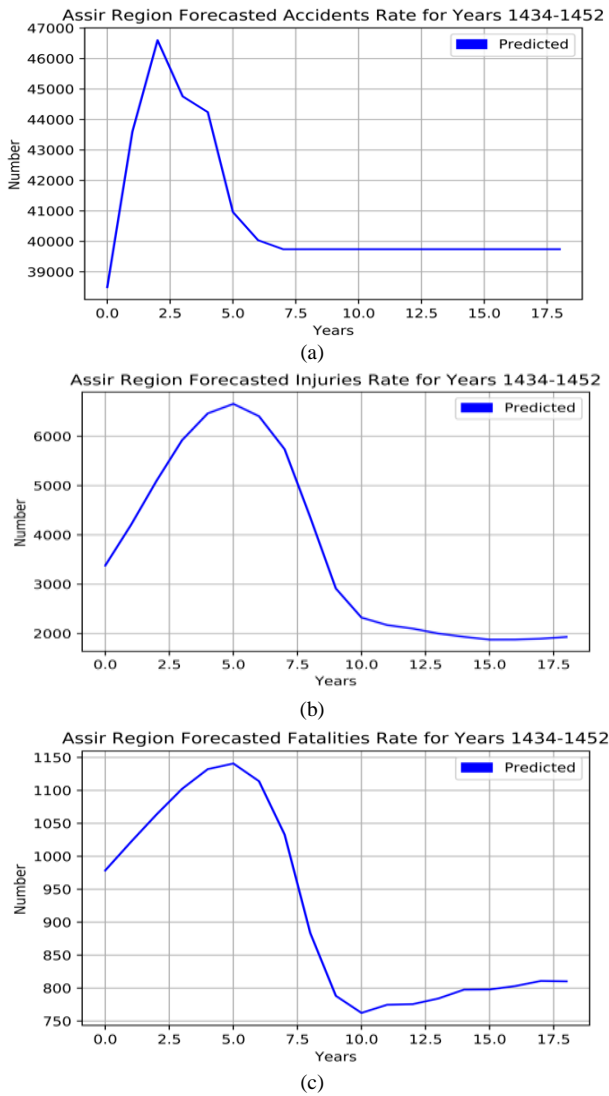 Assir Region Forecasted Accidents Rate for Years 1434-1452
47000
46000
45000
44000
43000
42000
41000
40000
39000
Number
Predicted
0.0 2.5 5.0 7.5 10.0 12.5 15.0 17.5
Years
(a)
Assir Region Forecasted Injuries Rate for Years 1434-1452
6000
5000
4000
3000
2000
Number
Predicted
0.0 2.5 5.0 7.5 10.0 12.5 15.0 17.5
Years
(b)
Assir Region Forecasted Fatalities Rate for Years 1434-1452
1150
1100
1050
1000
950
900
850
800
750
Number
Predicted
0.0 2.5 5.0 7.5 10.0 12.5 15.0 17.5
Years
(c)